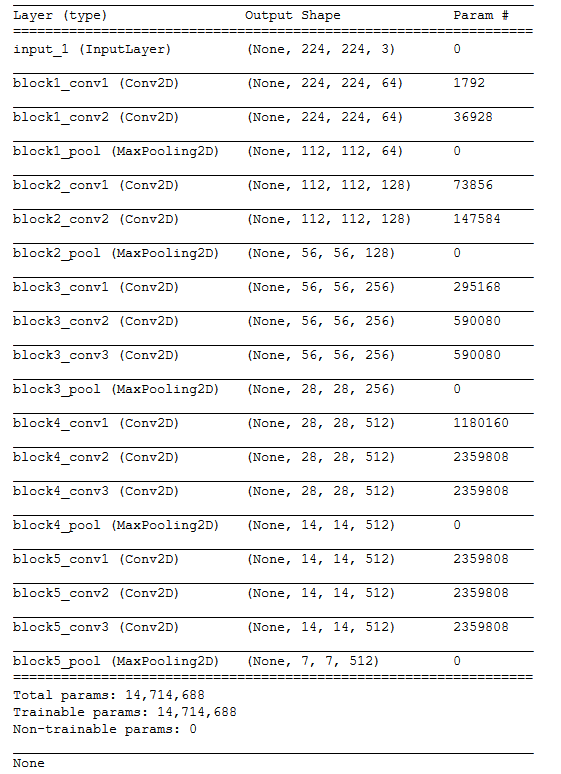 Layer (type) Output Shape Param #
input_1 (InputLayer) (None, 224, 224, 3) 0
block1_conv1 (Conv2D) (None, 224, 224, 64) 1792
block1_conv2 (Conv2D) (None, 224, 224, 64) 36928
block1_pool (MaxPooling2D) (None, 112, 112, 64) 0
block2_conv1 (Conv2D) (None, 112, 112, 128) 73856
block2_conv2 (Conv2D) (None, 112, 112, 128) 147584
block2_pool (MaxPooling2D) (None, 56, 56, 128) 0
block3_conv1 (Conv2D) (None, 56, 56, 256) 295168
block3_conv2 (Conv2D) (None, 56, 56, 256) 590080
block3_conv3 (Conv2D) (None, 56, 56, 256) 590080
block3_pool (MaxPooling2D) (None, 28, 28, 256) 0
block4_conv1 (Conv2D) (None, 28, 28, 512) 1180160
block4_conv2 (Conv2D) (None, 28, 28, 512) 2359808
block4_conv3 (Conv2D) (None, 28, 28, 512) 2359808
block4_pool (MaxPooling2D) (None, 14, 14, 512) 0
block5_conv1 (Conv2D) (None, 14, 14, 512) 2359808
block5_conv2 (Conv2D) (None, 14, 14, 512) 2359808
block5_conv3 (Conv2D) (None, 14, 14, 512) 2359808
block5_pool (MaxPooling2D) (None, 7, 7, 512) 0
Total params: 14,714,688
Trainable params: 14,714,688
Non-trainable params: 0
None